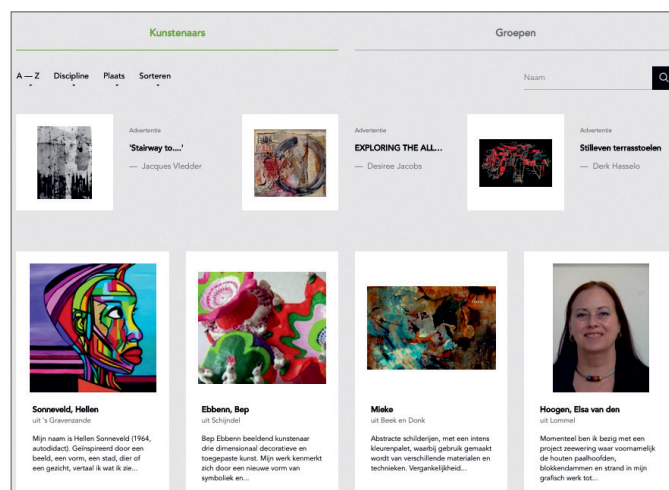 Kunstenaars
Groepen
A — Z Discipline Plaats Sorteren
Naam
Advertentie
'Stairway to....'
— Jacques Vledder
Advertentie
EXPLORING THE ALL...
— Desiree Jacobs
Advertentie
Stilleven terrasstoelen
— Derk Hasselo
Sonneveld, Hellen
uit 's Gravenzande
Mijn naam is Hellen Sonneveld (1964,
autodidact). Geïnspireerd door een
beeld, een vorm, een stad, dier of
een gezicht, vertaal ik wat ik zie...
Ebbenn, Bep
uit Schijndel
Bep Ebbenn beeldend kunstenaar
drie dimensionaal decoratieve en
toegepaste kunst. Mijn werk kenmerkt
zich door een nieuwe vorm van
symboliek en...
Mieke
uit Beek en Donk
Abstracte schilderijen, met een intens
kleurenpalet, waarbij gebruik gemaakt
wordt van verschillende materialen en
technieken. Vergankelijkheid...
Hoogen, Elsa van den
uit Lommel
Momenteel ben ik bezig met een
project zeewering waar voornamelijk
de houten paalhoofden,
blokkendammen en strand in mijn
grafisch werk tot...